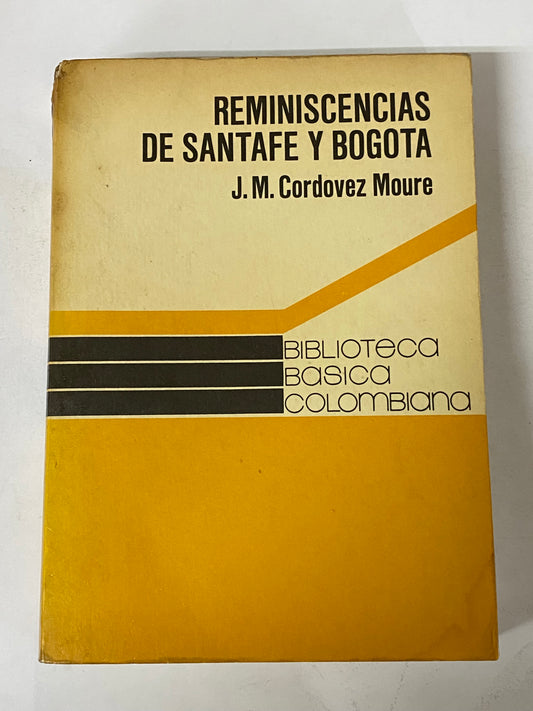 REMINISCENCIAS
DE SANTAFE Y BOGOTA
J. M. Cordovez Moure
BIBLIOTECA
BASICA
COLOMBIANA